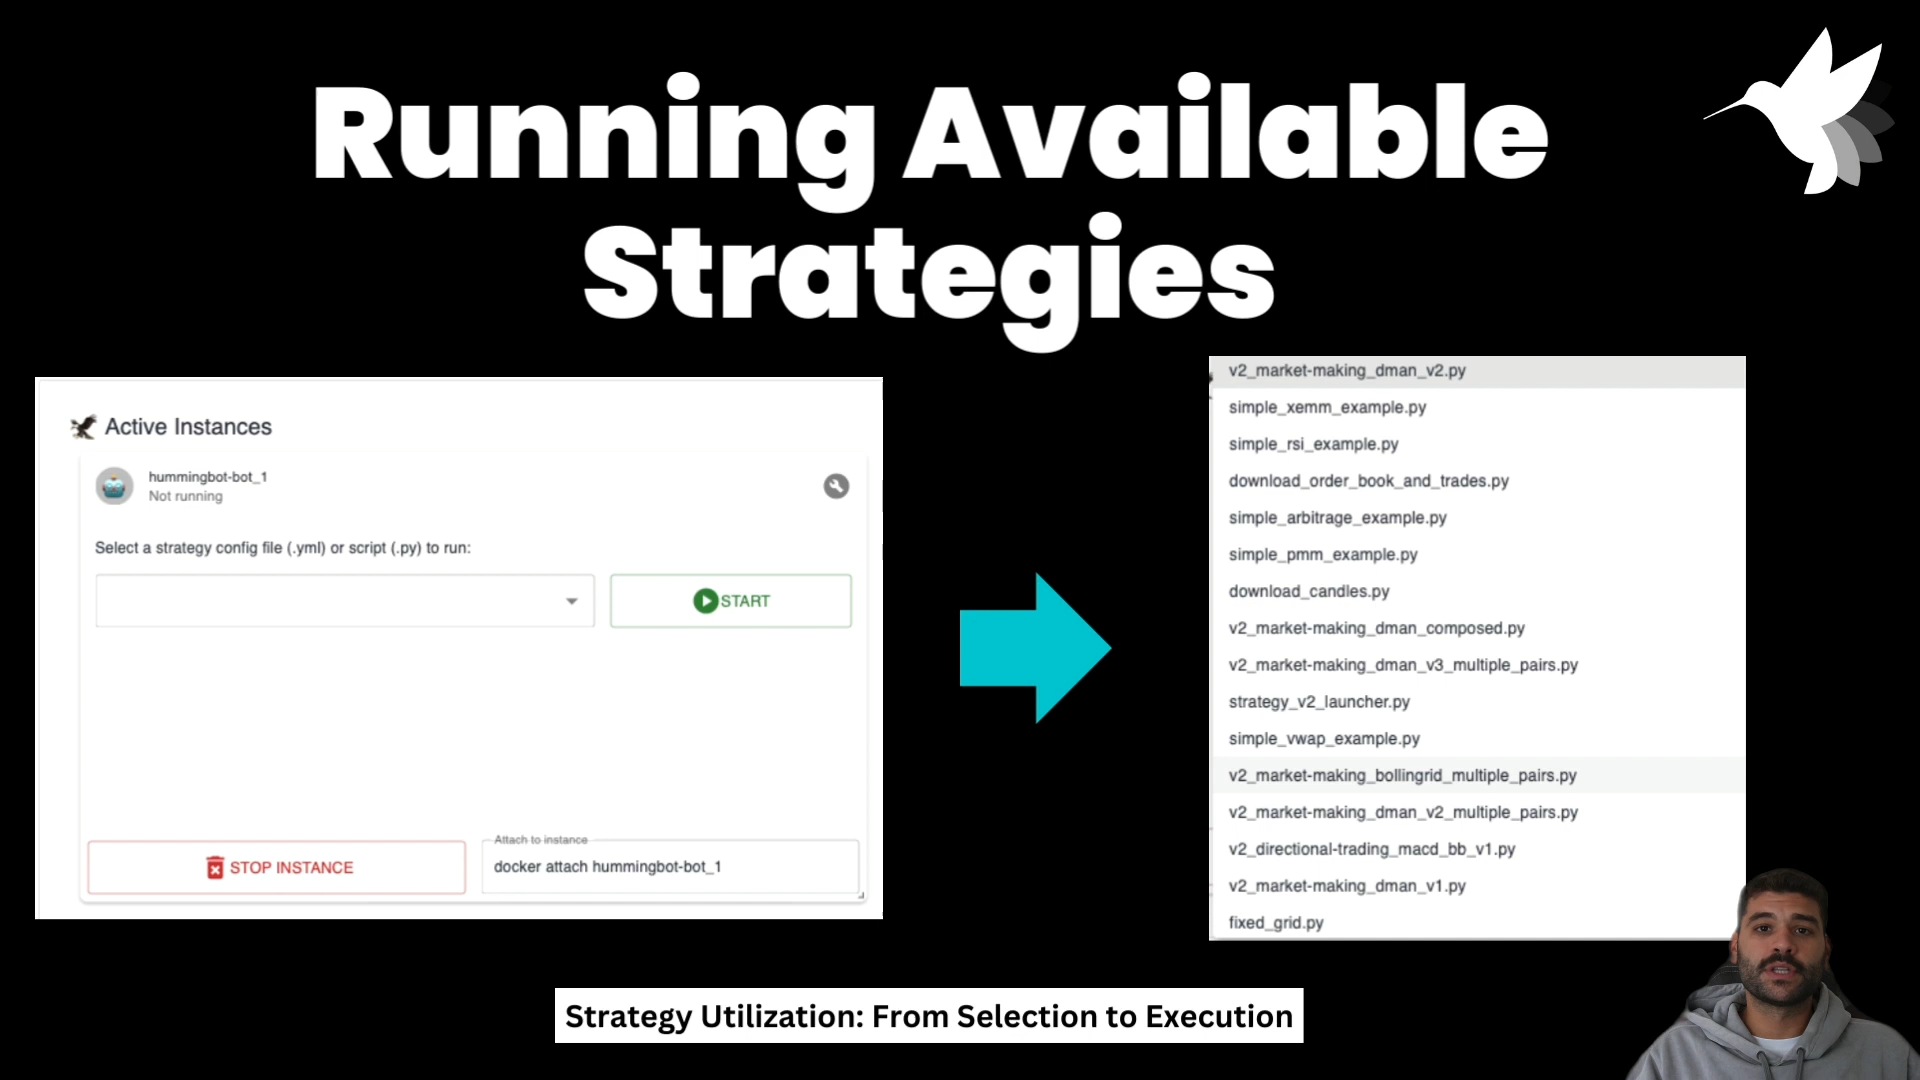 Running Available
Strategies
Active Instances
hummingbot-bot_1
Not running
Select a strategy config file (.yml) or script (.py) to run:
START
STOP INSTANCE
Attach to instance
docker attach hummingbot-bot_1
v2_market-making_dman_v2.py
simple_xemm_example.py
simple_rsi_example.py
download_order_book_and_trades.py
simple_arbitrage_example.py
simple_pmm_example.py
download_candles.py
v2_market-making_dman_composed.py
v2_market-making_dman_v3_multiple_pairs.py
strategy_v2_launcher.py
simple_vwap_example.py
v2_market-making_bollingrid_multiple_pairs.py
v2_market-making_dman_v2_multiple_pairs.py
v2_directional-trading_macd_bb_v1.py
v2_market-making_dman_v1.py
fixed_grid.py
Strategy Utilization: From Selection to Execution